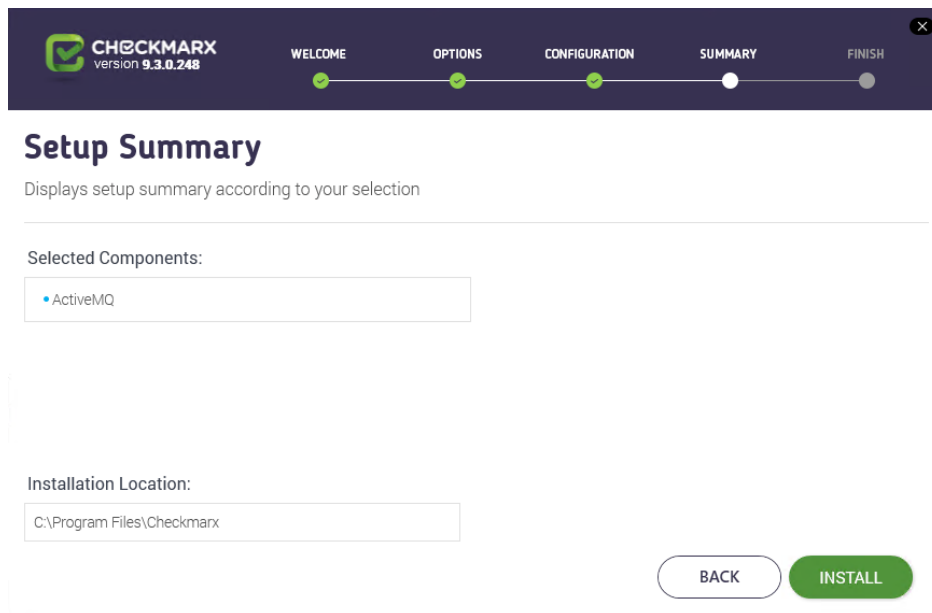 CHECKMARX
version 9.3.0.248
WELCOME
OPTIONS
CONFIGURATION
SUMMARY
FINISH
Setup Summary
Displays setup summary according to your selection
Selected Components:
ActiveMQ
Installation Location:
C:\Program Files\Checkmarx
BACK
INSTALL